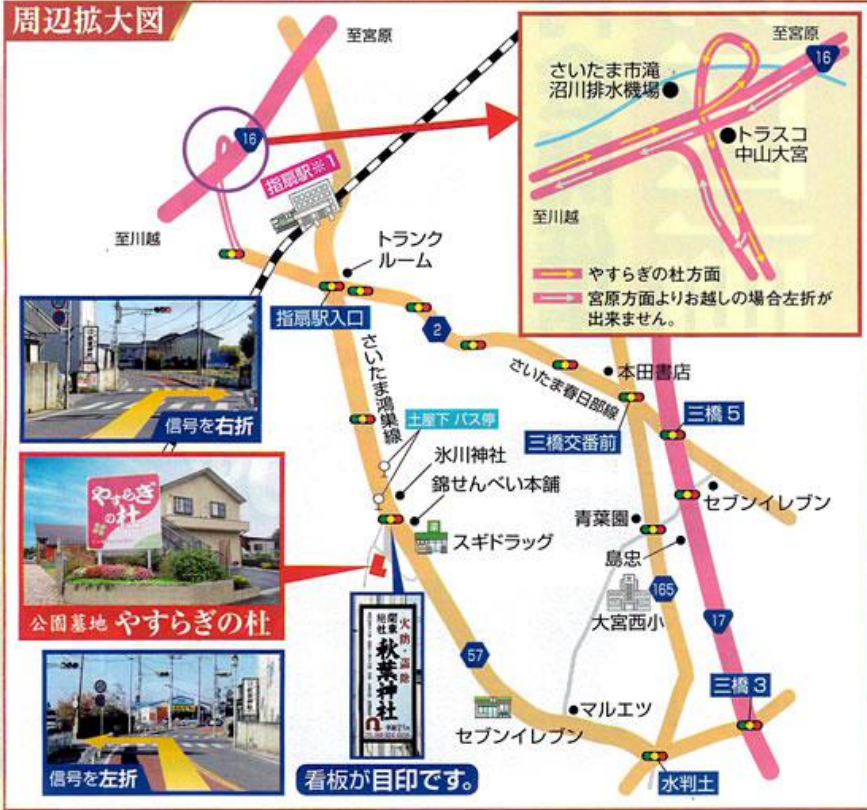 周辺拡大図
至宮原
16
至川越
指扇駅※1
トランク
ルーム
指扇駅入口
2
さいたま春日部線
さいたま鴻巣線
信号を右折
土屋下 バス停
氷川神社
錦せんべい本舗
スギドラッグ
やすらぎ
の杜
公園墓地 やすらぎの杜
信号を左折
火防・盗除
関東
総社
秋葉神社
看板が目印です。
57
セブンイレブン
マルエツ
水判土
三橋3
17
165
大宮西小
島忠
青葉園
セブンイレブン
三橋5
三橋交番前
本田書店
至宮原
16
さいたま市滝
沼川排水機場
トラスコ
中山大宮
至川越
やすらぎの杜方面
宮原方面よりお越しの場合左折が
出来ません。